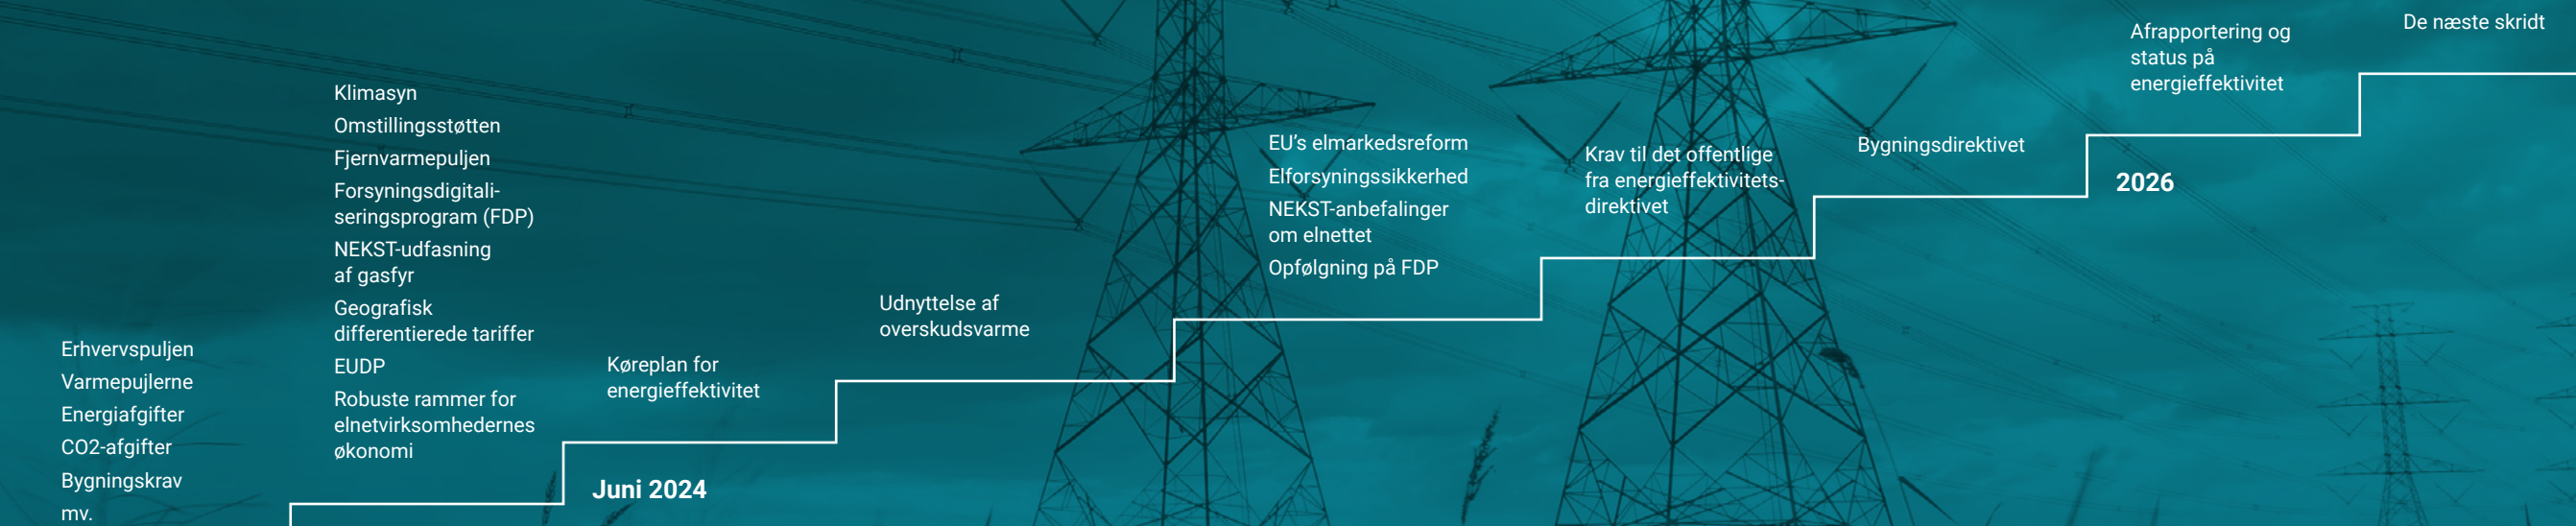 Erhvervspuljen
Varmepujlerne
Energiafgifter
CO2-afgifter
Bygningskrav
mv.
Klimasyn
Omstillingsstøtten
Fjernvarmepuljen
Forsyningsdigitali-
seringsprogram (FDP)
NEKST-udfasning
af gasfyr
Geografisk
differentierede tariffer
EUDP
Robuste rammer for
elnetvirksomhedernes
økonomi
Køreplan for
energieffektivitet
Juni 2024
Udnyttelse af
overskudsvarme
EU’s elmarkedsreform
Elforsyningssikkerhed
NEKST-anbefalinger
om elnettet
Opfølgning på FDP
Krav til det offentlige
fra energieffektivitets-
direktivet
Bygningsdirektivet
Afrapportering og
status på
energieffektivitet
2026
De næste skridt